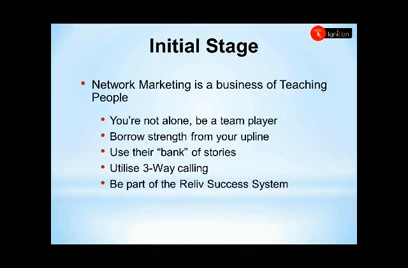 Ignition
Initial Stage
Network Marketing is a business of Teaching
People
You're not alone, be a team player
Borrow strength from your upline
Use their “bank” of stories
Utilise 3-Way calling
Be part of the Reliv Success System